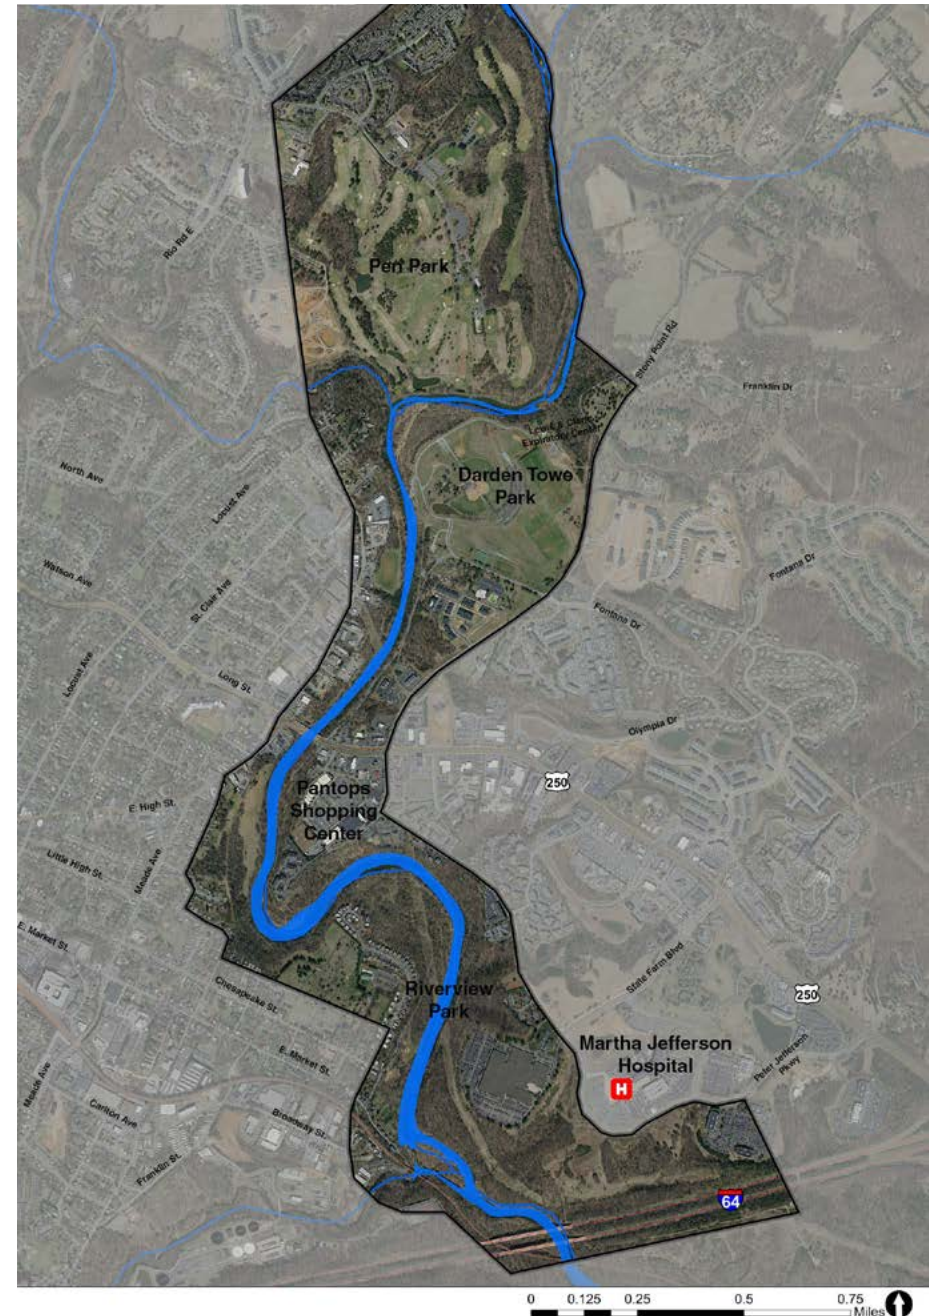 Rio Rd E
Pen Park
Stony Point Rd
Franklin Dr
Lewis & Clark
Exploratory Center
Darden Towe
Park
North Ave
Locust Ave
Watson Ave
St. Clair Ave
Fontana Dr
Fontana Dr
Locust Ave
Long St.
Olympia Dr
250
Pantops
Shopping
Center
E. High St.
Meade Ave
Little High St.
E. Market St.
State Farm Blvd
Chesapeake St.
Riverview
Park
250
Martha Jefferson
Hospital
H
Peter Jefferson
Pkwy
E. Market St.
Meade Ave
Carlton Ave
Broadway St.
Franklin St.
64
0 0.125 0.25 0.5 0.75
Miles